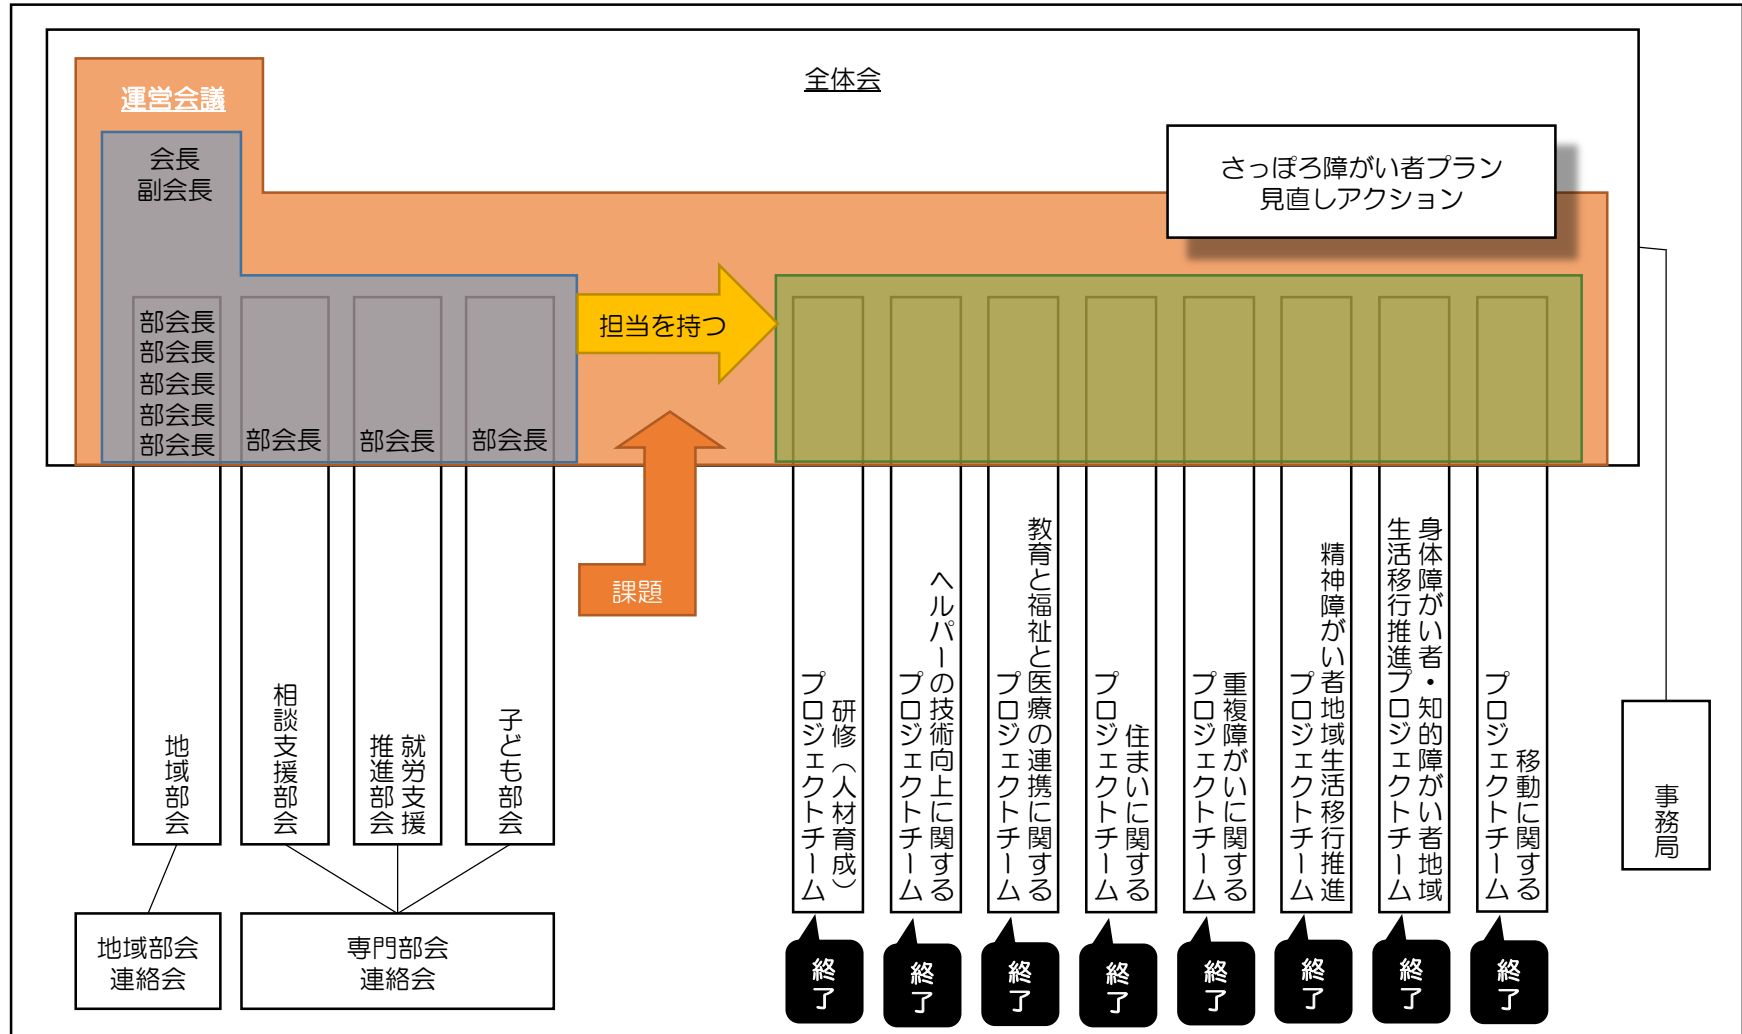 全体会
運営会議
会長
副会長
さっぽろ障がい者プラン
見直しアクション
部会長
部会長
部会長
部会長
部会長
部会長
部会長
部会長
担当を持つ
課題
地域部会
相談支援部会
就労支援
推進部会
子ども部会
研修（人材育成）
プロジェクトチーム
ヘルパーの技術向上に関する
プロジェクトチーム
教育と福祉と医療の連携に関する
プロジェクトチーム
住まいに関する
プロジェクトチーム
重複障がいに関する
プロジェクトチーム
精神障がい者地域生活移行推進
プロジェクトチーム
身体障がい者・知的障がい者地域
生活移行推進プロジェクトチーム
移動に関する
プロジェクトチーム
事務局
地域部会
連絡会
専門部会
連絡会
終了
終了
終了
終了
終了
終了
終了
終了